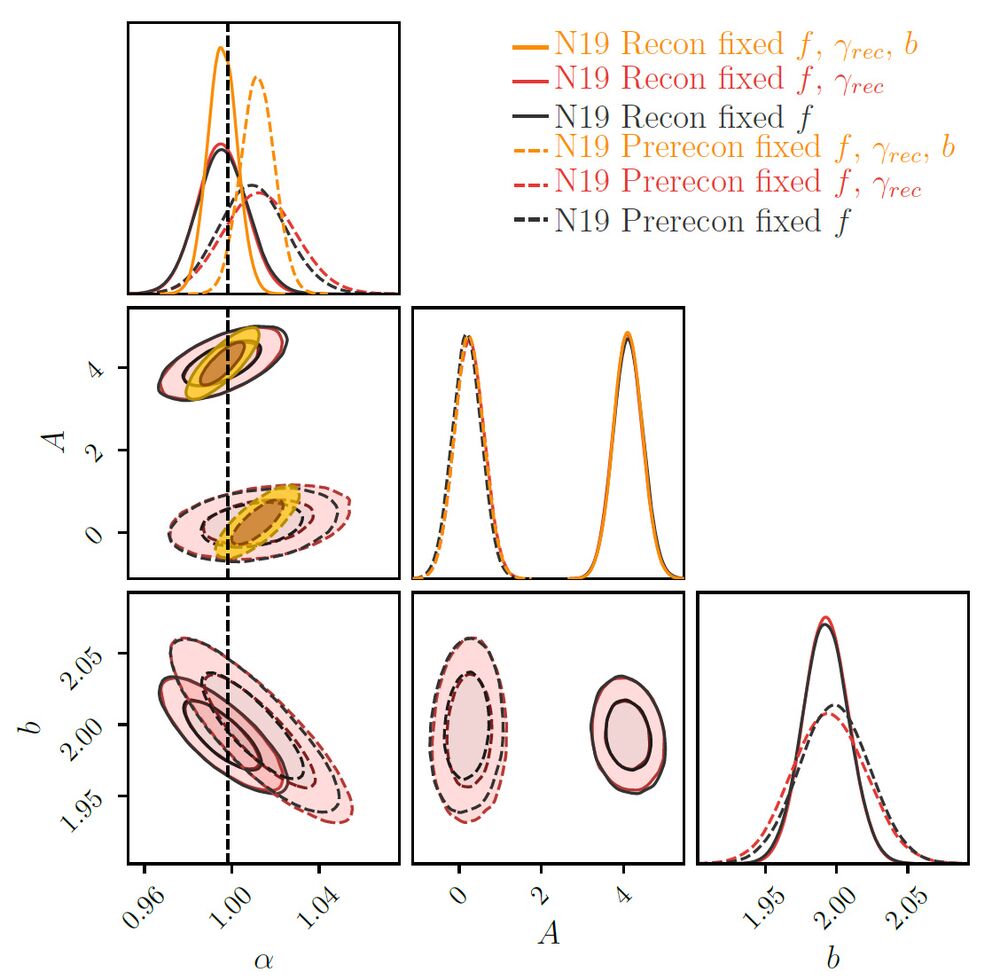 N19 Recon fixed f, γrec, b
N19 Recon fixed f, γrec
N19 Recon fixed f
N19 Prerecon fixed f, γrec, b
N19 Prerecon fixed f, γrec
N19 Prerecon fixed f
4
2
0
A
2.05
2.00
1.95
b
0.96
1.00
1.04
α
0
2
4
A
1.95
2.00
2.05
b